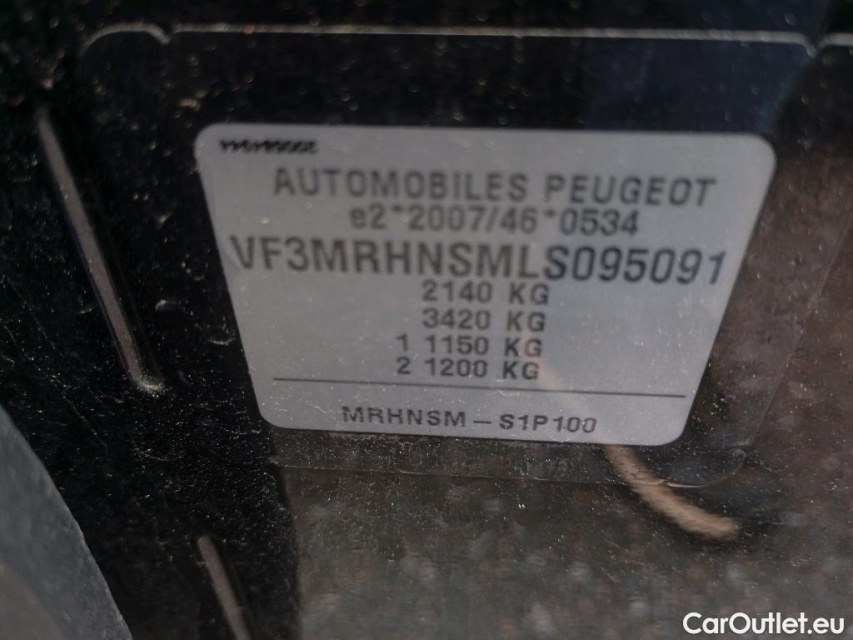 AUTOMOBILES PEUGEOT
e2*2007/46*0534
VF3MRHNSMLS095091
2140 KG
3420 KG
1 1150 KG
2 1200 KG
MRHNSM – S1P100
CarOutlet.eu